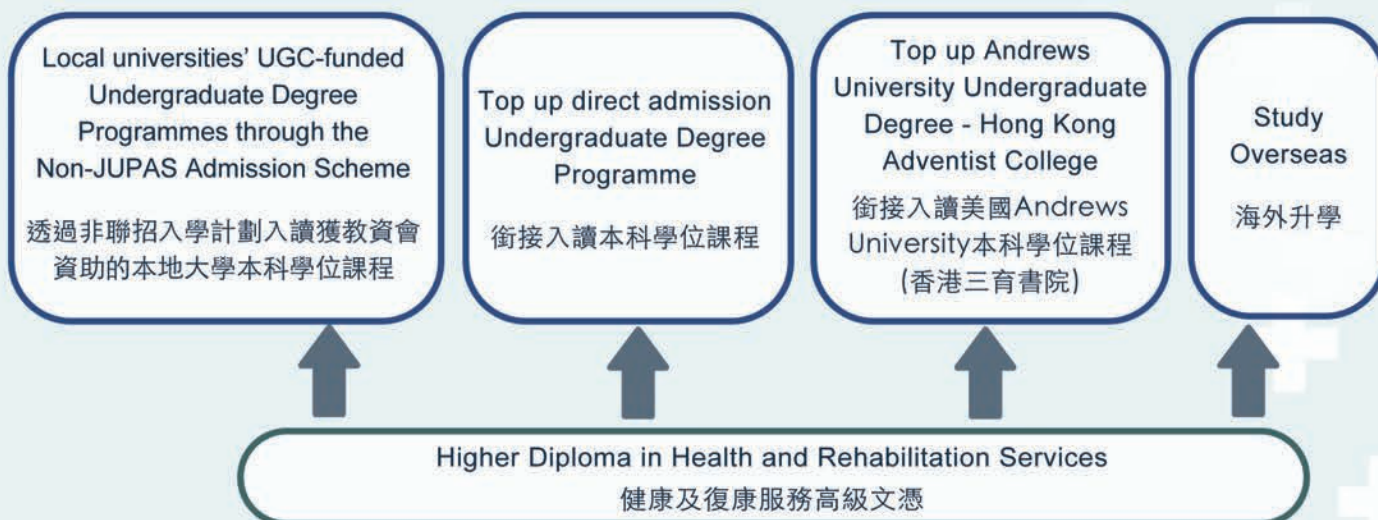 Local universities' UGC-funded
Undergraduate Degree
Programmes through the
Non-JUPAS Admission Scheme
透過非聯招入學計劃入讀獲教資會
資助的本地大學本科學位課程
Top up direct admission
Undergraduate Degree
Programme
銜接入讀本科學位課程
Top up Andrews
University Undergraduate
Degree - Hong Kong
Adventist College
銜接入讀美國Andrews
University本科學位課程
(香港三育書院)
Study
Overseas
海外升學
Higher Diploma in Health and Rehabilitation Services
健康及復康服務高級文憑